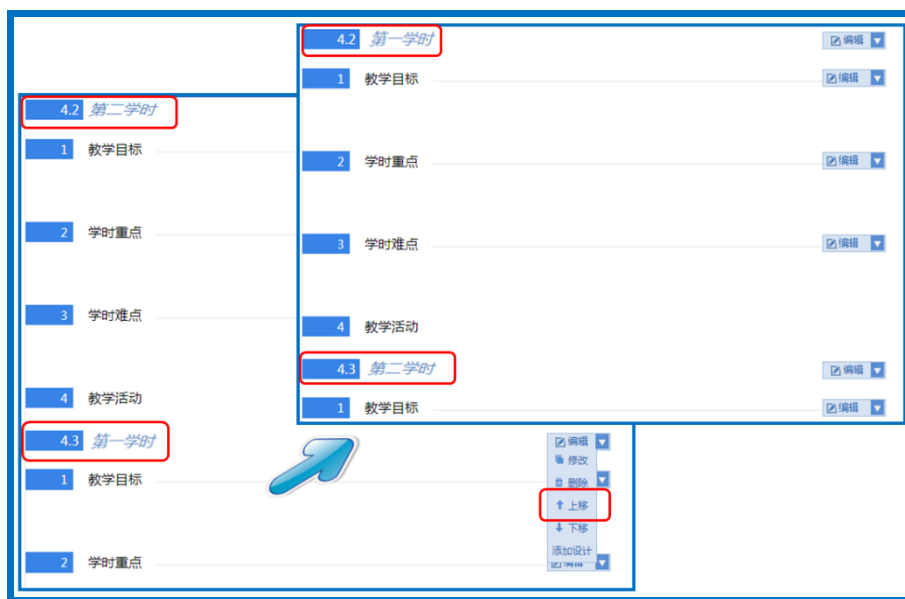 4.2 第一学时 编辑
1 教学目标 编辑
2 学时重点 编辑
3 学时难点 编辑
4 教学活动
4.3 第二学时 编辑
1 教学目标 编辑
4.2 第二学时
1 教学目标
2 学时重点
3 学时难点
4 教学活动
4.3 第一学时 编辑
修改
1 教学目标 删除
上移
下移
添加设计
2 学时重点 编辑